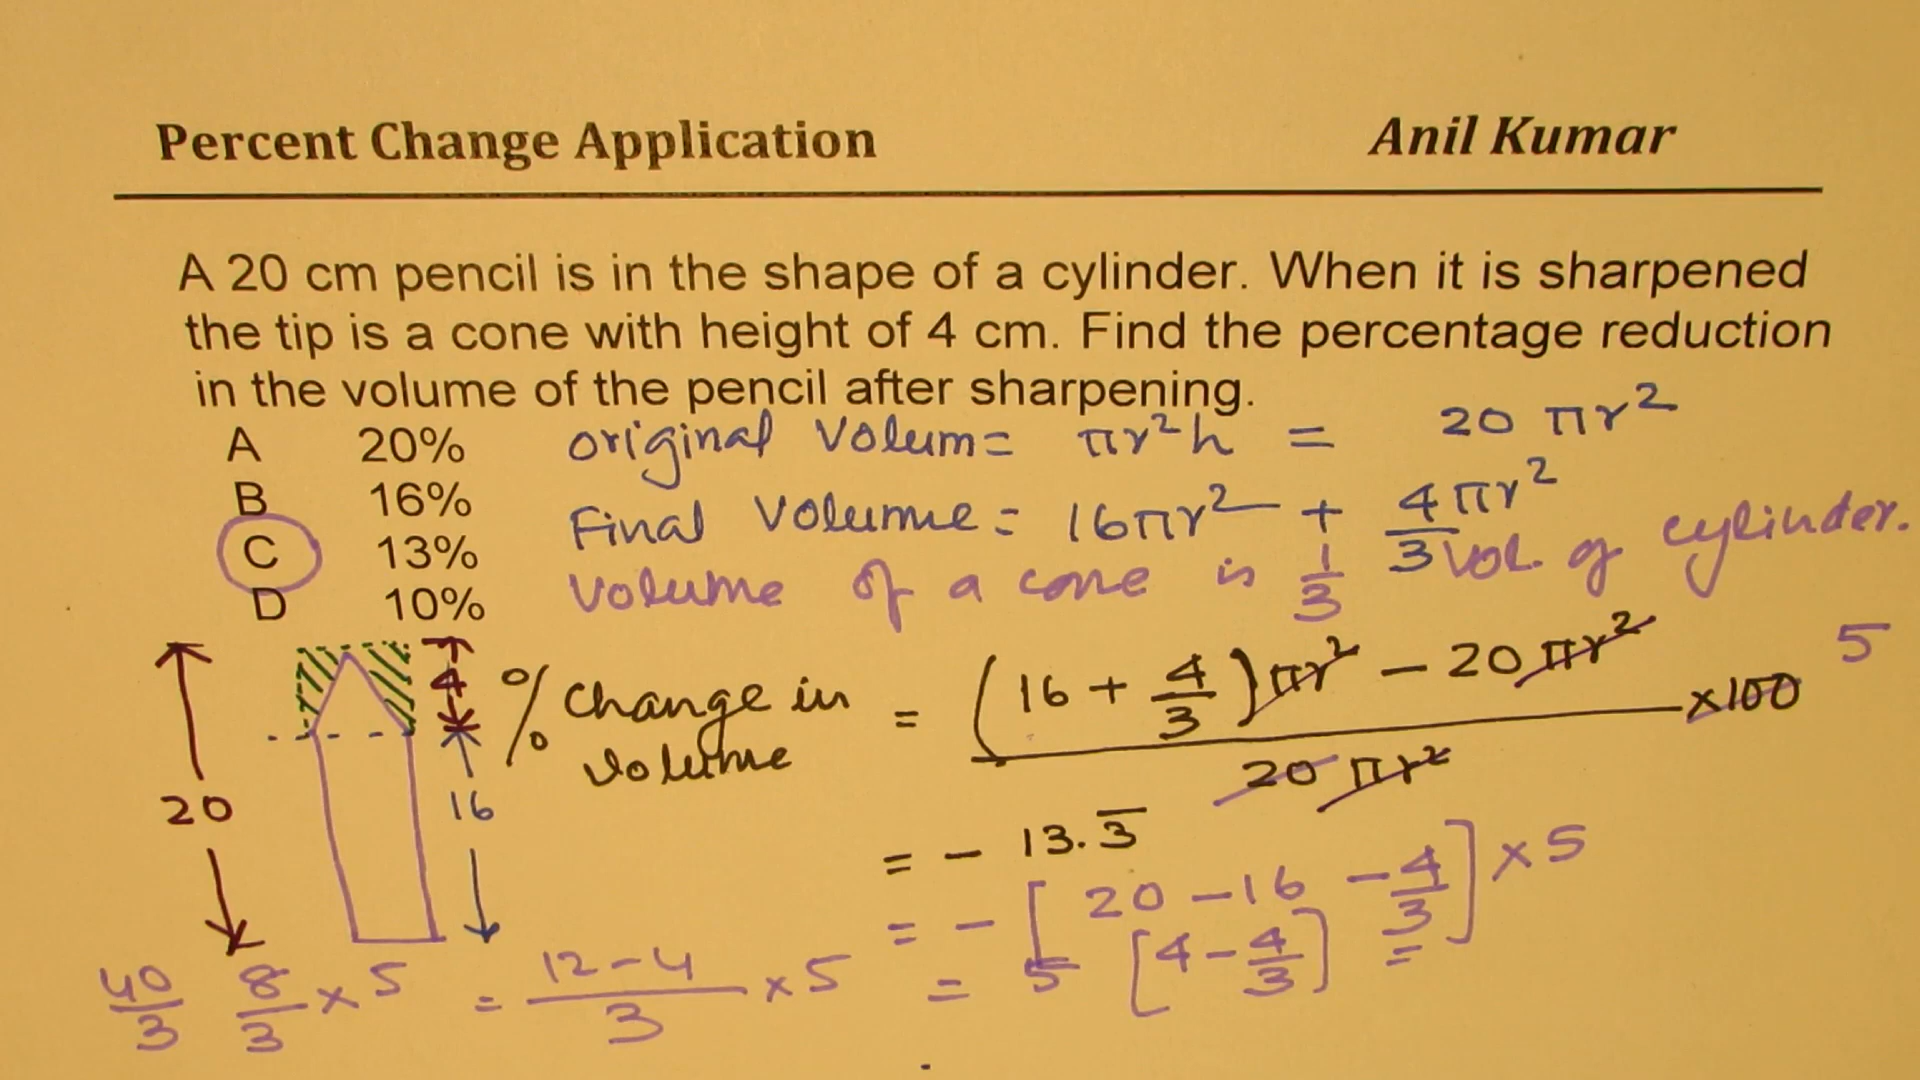 Percent Change Application Anil Kumar
A 20 cm pencil is in the shape of a cylinder. When it is sharpened
the tip is a cone with height of 4 cm. Find the percentage reduction
in the volume of the pencil after sharpening.
A 20% original Volum = πr²h = 20 πr²
B 16% Final Volume = 16πr² + 4πr²/3
C 13% Volume of a cone is 1/3 Vol. of cylinder.
D 10%
20 4 16
% Change in volume = (16 + 4/3)πr² - 20πr² / 20πr² ×100 5
= - 13.3̅
= - [20 - 16 - 4/3] × 5
40/3 8/3 × 5 = 12-4/3 × 5 = 5 [4 - 4/3] =